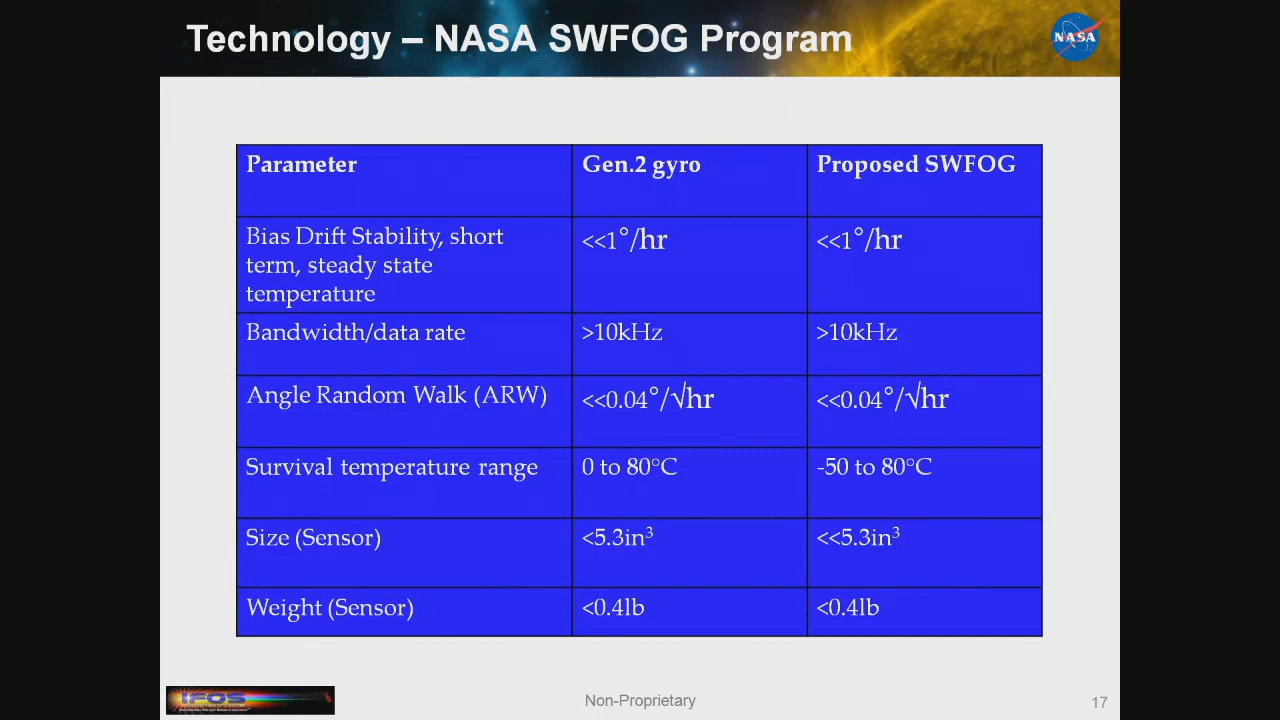 Technology – NASA SWFOG Program
NASA
Parameter
Gen.2 gyro
Proposed SWFOG
Bias Drift Stability, short
term, steady state
temperature
<<1°/hr
<<1°/hr
Bandwidth/data rate
>10kHz
>10kHz
Angle Random Walk (ARW)
<<0.04°/√hr
<<0.04°/√hr
Survival temperature range
0 to 80°C
-50 to 80°C
Size (Sensor)
<5.3in³
<<5.3in³
Weight (Sensor)
<0.4lb
<0.4lb
IFOS
Non-Proprietary
17